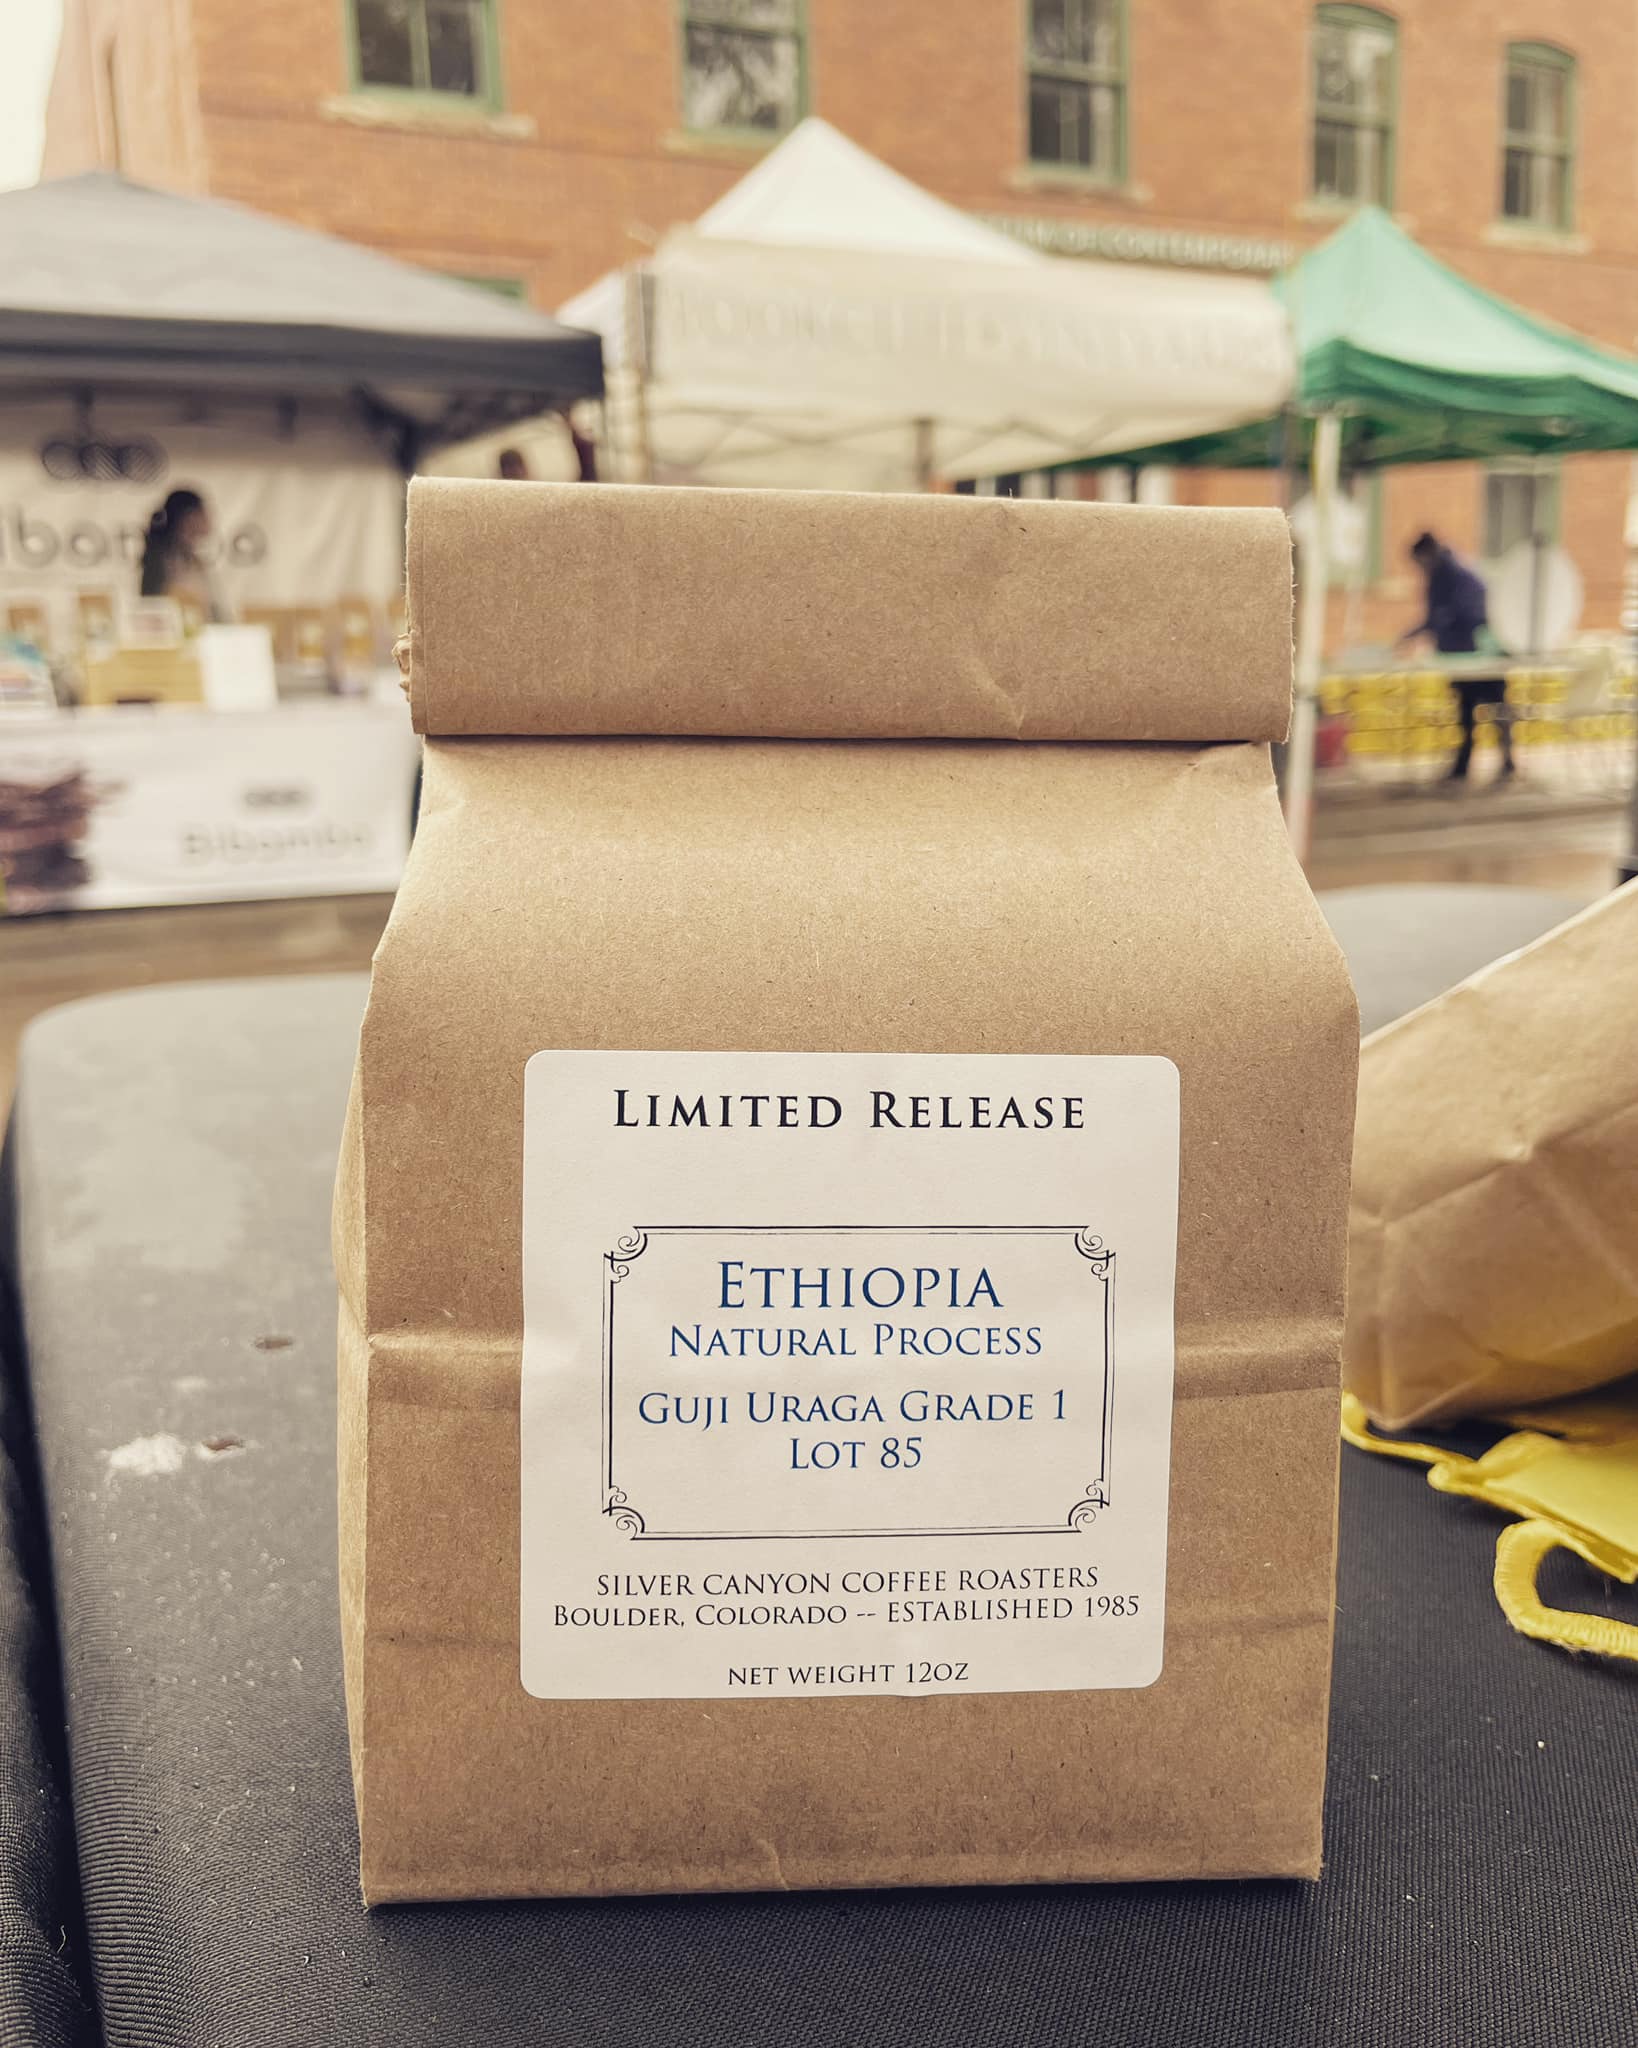 Bibamba
LIMITED RELEASE
ETHIOPIA
NATURAL PROCESS
GUJI URAGA GRADE 1
LOT 85
SILVER CANYON COFFEE ROASTERS
BOULDER, COLORADO -- ESTABLISHED 1985
NET WEIGHT 12OZ